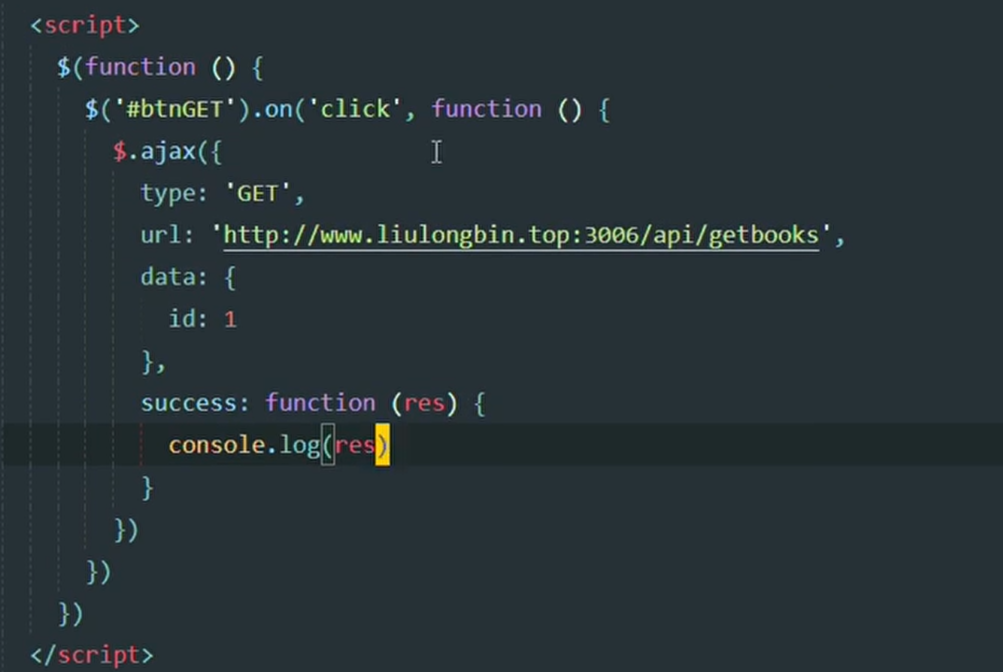 <script>
$(function () {
$('#btnGET').on('click', function () {
$.ajax({
type: 'GET',
url: 'http://www.liulongbin.top:3006/api/getbooks',
data: {
id: 1
},
success: function (res) {
console.log(res)
}
})
})
})
</script>